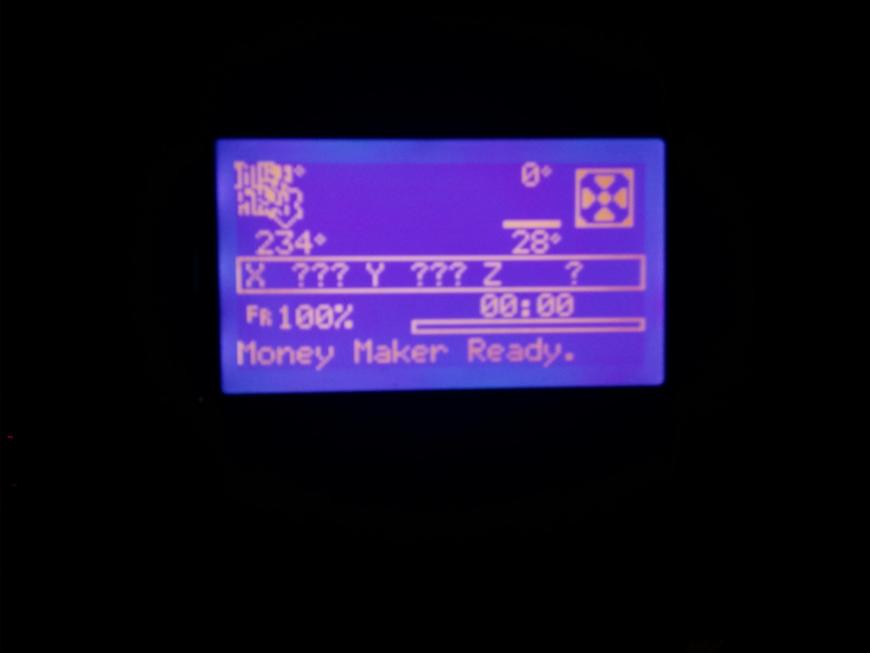 0°
234° 28°
X ??? Y ??? Z ?
00:00
FR 100%
Money Maker Ready.